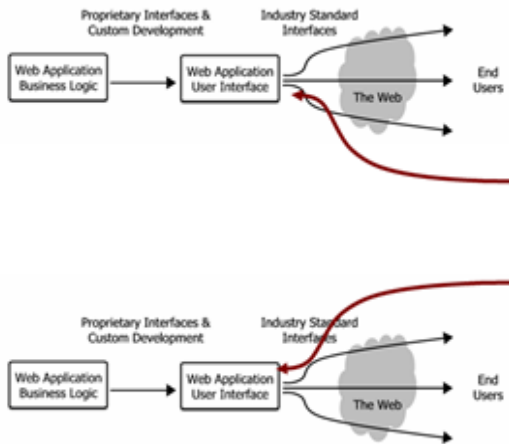 Proprietary Interfaces &
Custom Development
Industry Standard
Interfaces
Web Application
Business Logic
Web Application
User Interface
The Web
End
Users
Proprietary Interfaces &
Custom Development
Industry Standard
Interfaces
Web Application
Business Logic
Web Application
User Interface
The Web
End
Users